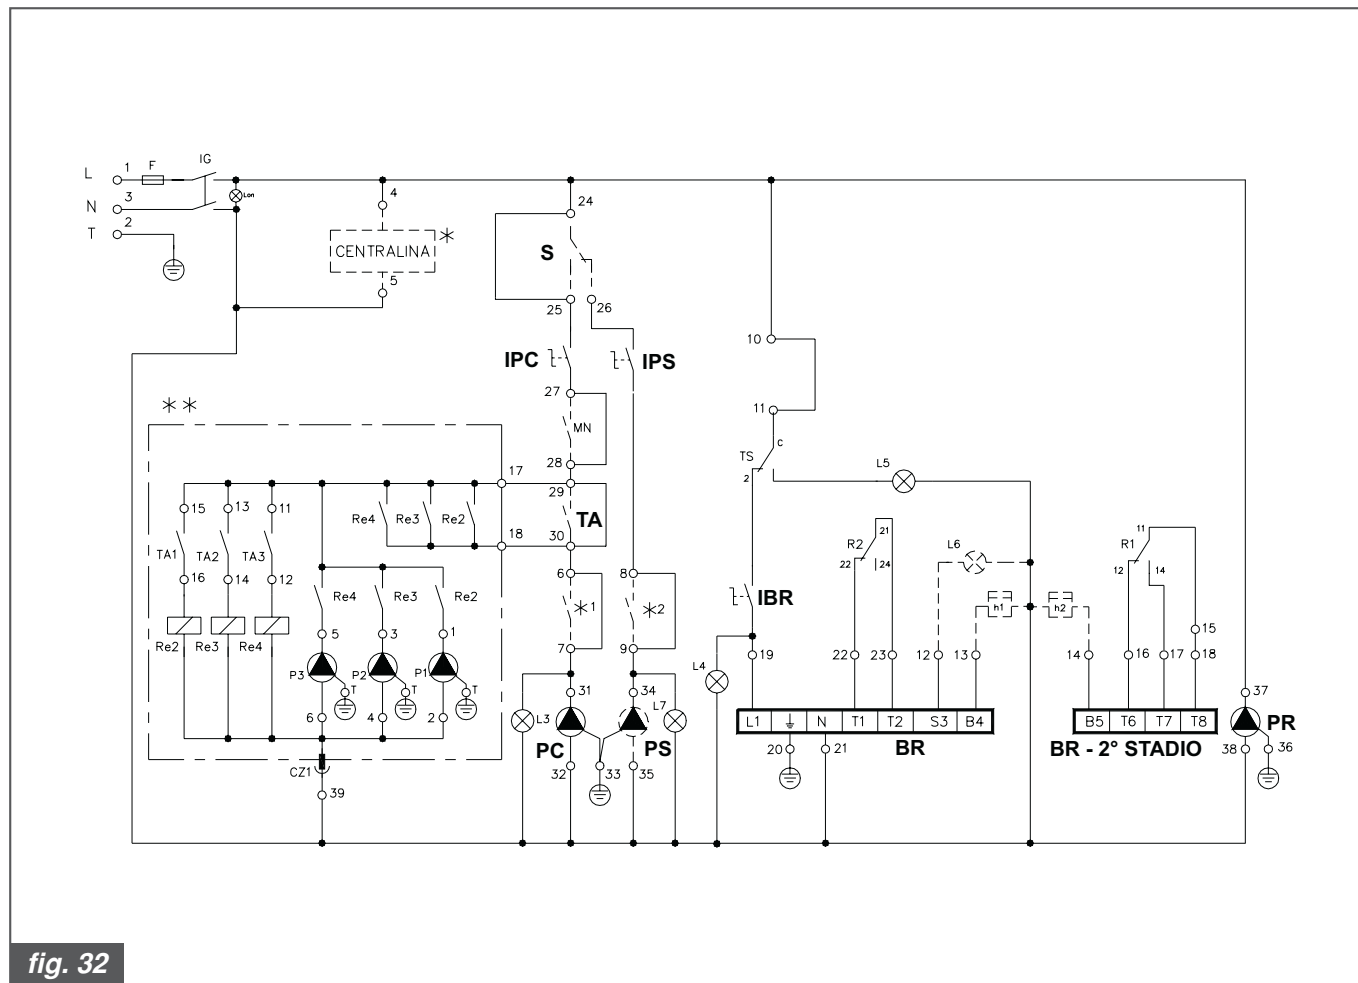 IG
L 1 F
Lon
4
N 3
24
T 2
CENTRALINA *
S
5
25 26
10
IPC IPS
27
11
* *
c
MN
TS
28
2
L5
17
29
15 13 11
Re4 Re3 Re2
TA
11
21
18
30
R2
R1
TA1 TA2 TA3
L6
22 24
12 14
16 14 12
6 8
Re4 Re3 Re2
*1 *2
IBR
h1 h2
Re2 Re3 Re4
5 3 1
7 9
15
19 22 23 12 13 14 16 17 18
P3 P2 P1
L4
T T T
31 34
37
L7
6 4 2
L3
L1 N T1 T2 S3 B4
B5 T6 T7 T8
PR
PC PS
20 21
BR
BR - 2° STADIO
38 36
CZ1
32 33 35
39
fig. 32